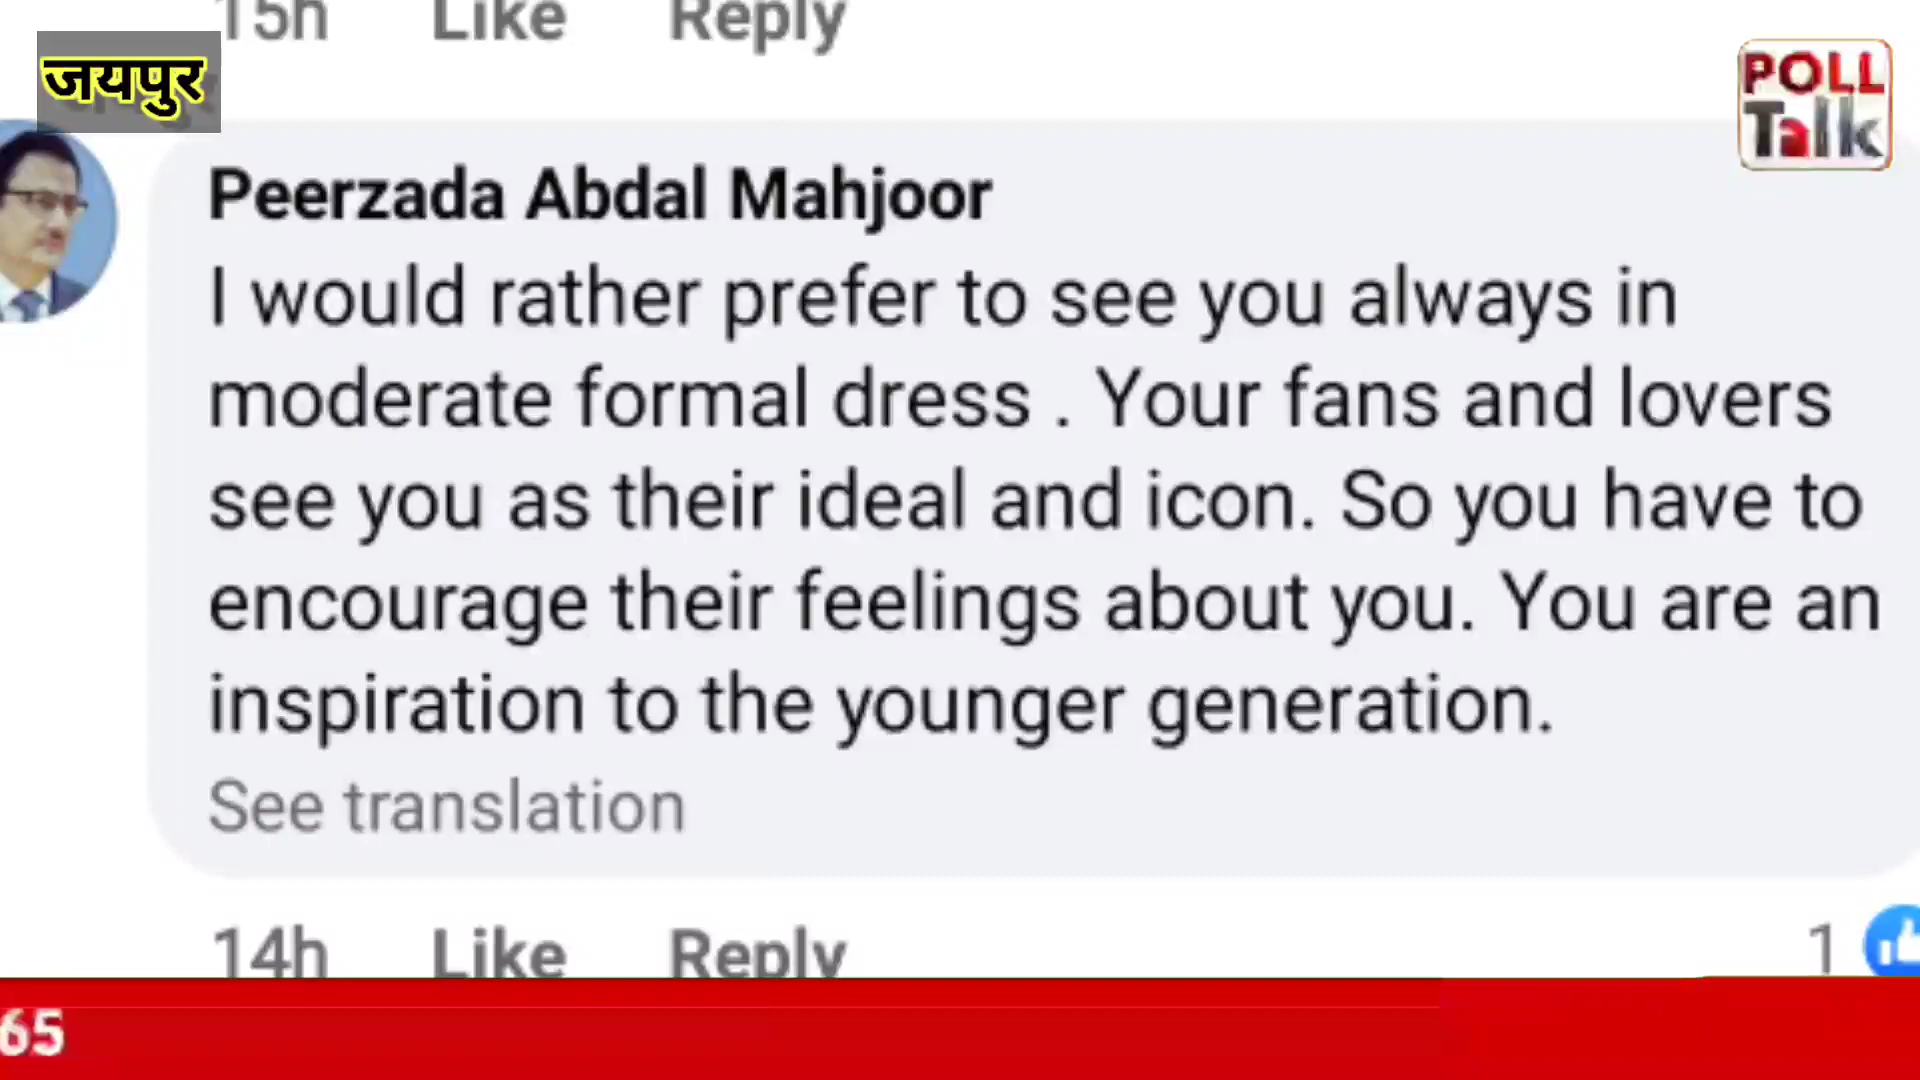 15h Like Reply
जयपुर
POLL
Talk
Peerzada Abdal Mahjoor
I would rather prefer to see you always in
moderate formal dress . Your fans and lovers
see you as their ideal and icon. So you have to
encourage their feelings about you. You are an
inspiration to the younger generation.
See translation
14h Like Reply 1
65